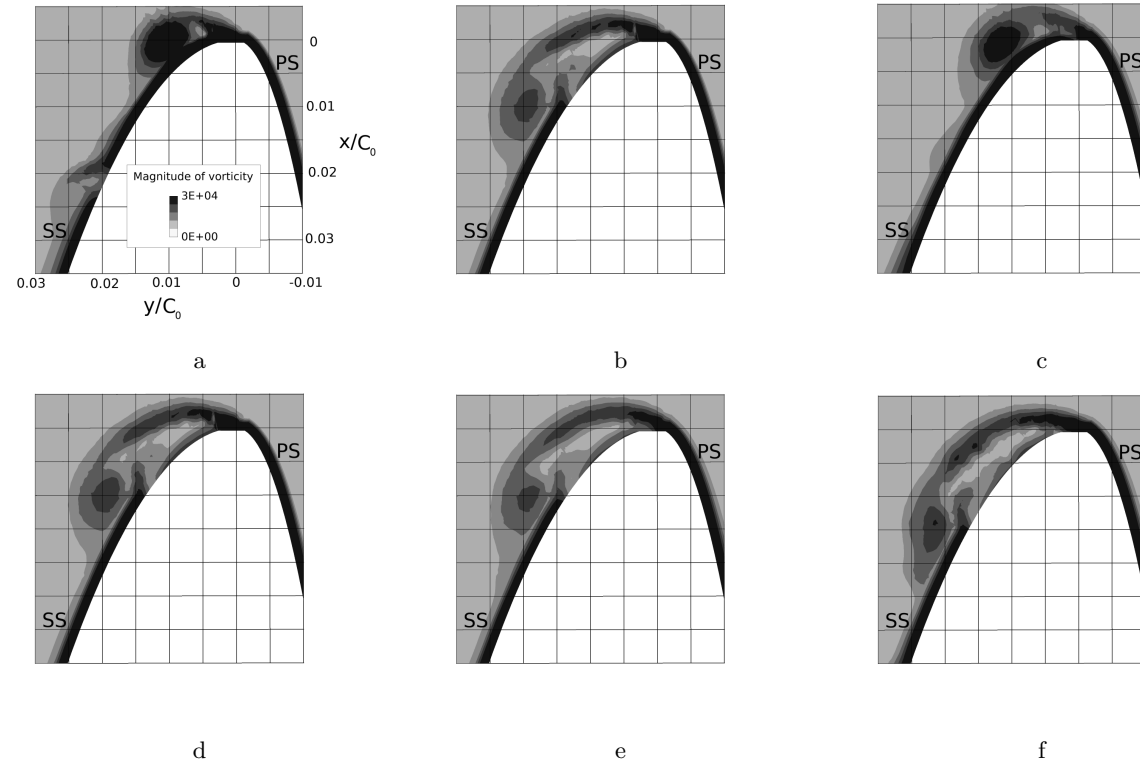 0
PS
PS
0.01
x/C₀
Magnitude of vorticity
3E+04
0E+00
0.02
SS
0.03
SS
SS
0.03
0.02
0.01
0
-0.01
y/C₀
a
b
c
PS
PS
PS
SS
SS
SS
d
e
f